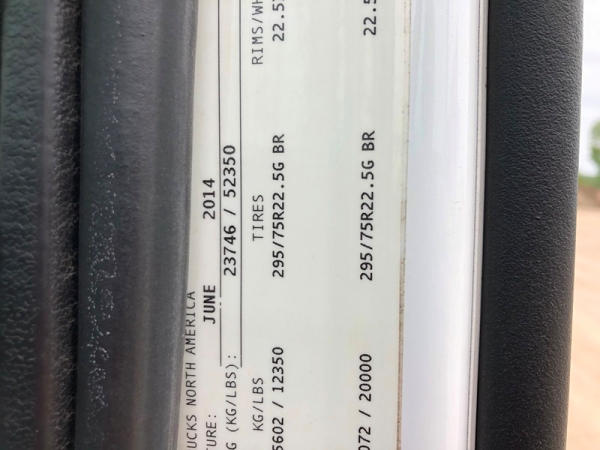 UCKS NORTH AMERICA
URE: JUNE 2014
G (KG/LBS): 23746 / 52350
KG/LBS TIRES RIMS/WH
5602 / 12350 295/75R22.5G BR 22.5
072 / 20000 295/75R22.5G BR 22.5